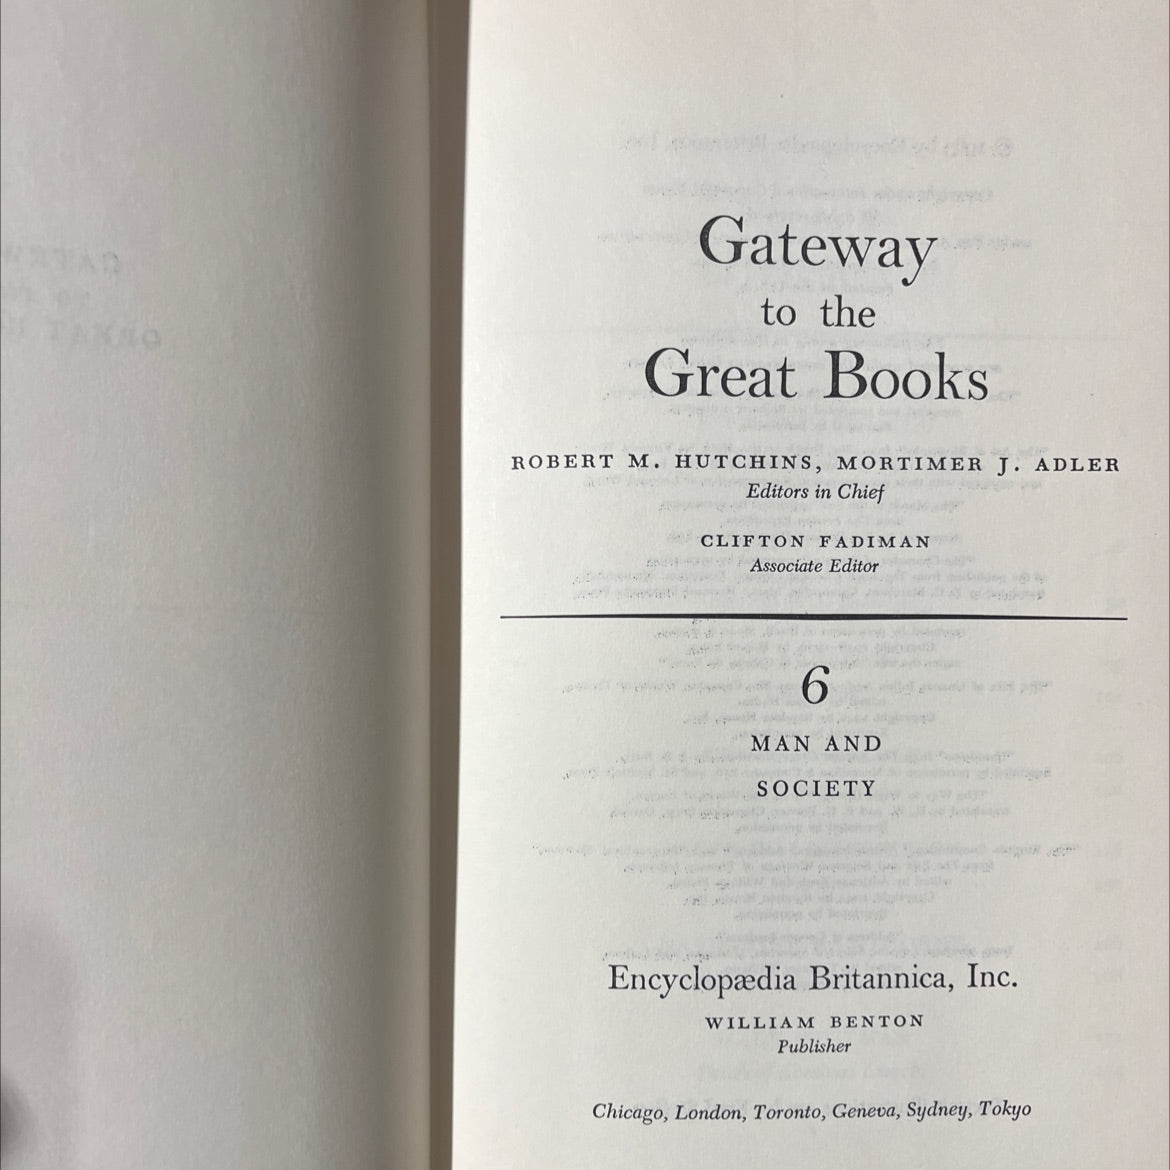 Gateway
to the
Great Books
ROBERT M. HUTCHINS, MORTIMER J. ADLER
Editors in Chief
CLIFTON FADIMAN
Associate Editor
6
MAN AND
SOCIETY
Encyclopædia Britannica, Inc.
WILLIAM BENTON
Publisher
Chicago, London, Toronto, Geneva, Sydney, Tokyo